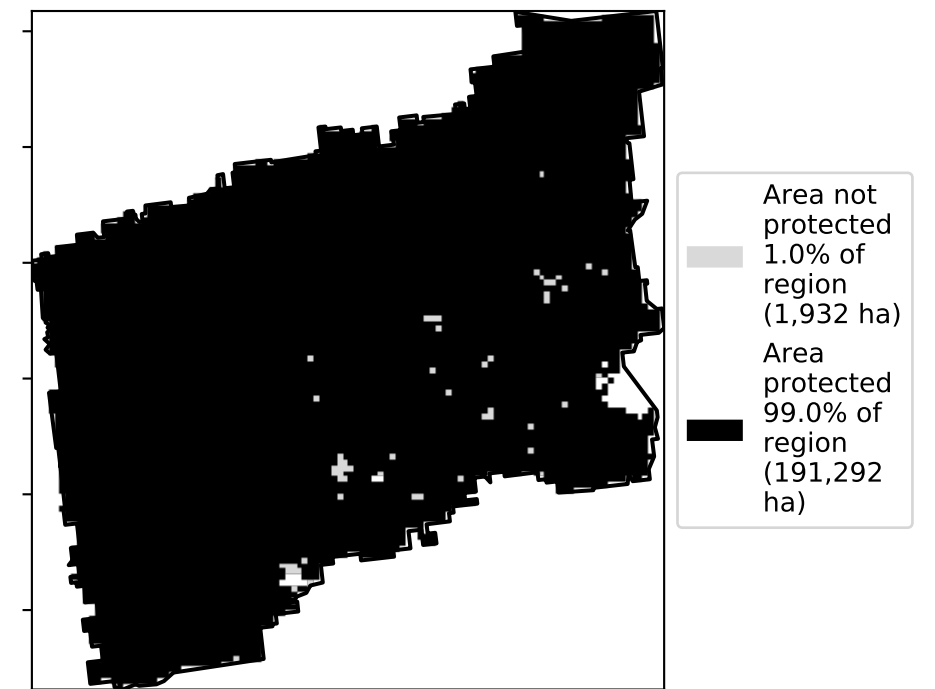 Area not
protected
1.0% of
region
(1,932 ha)
Area
protected
99.0% of
region
(191,292
ha)